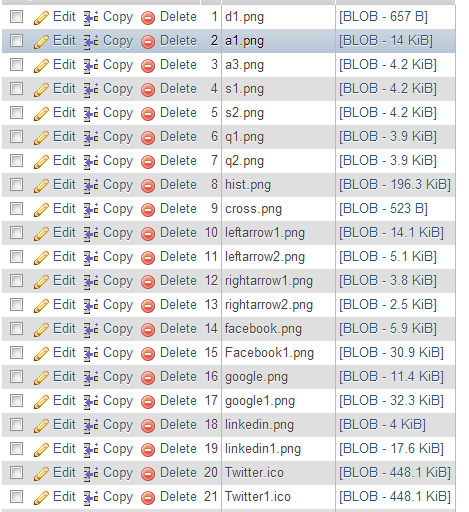 Edit Copy Delete 1 d1.png [BLOB - 657 B]
Edit Copy Delete 2 a1.png [BLOB - 14 KiB]
Edit Copy Delete 3 a3.png [BLOB - 4.2 KiB]
Edit Copy Delete 4 s1.png [BLOB - 4.2 KiB]
Edit Copy Delete 5 s2.png [BLOB - 4.2 KiB]
Edit Copy Delete 6 q1.png [BLOB - 3.9 KiB]
Edit Copy Delete 7 q2.png [BLOB - 3.9 KiB]
Edit Copy Delete 8 hist.png [BLOB - 196.3 KiB]
Edit Copy Delete 9 cross.png [BLOB - 523 B]
Edit Copy Delete 10 leftarrow1.png [BLOB - 14.1 KiB]
Edit Copy Delete 11 leftarrow2.png [BLOB - 5.1 KiB]
Edit Copy Delete 12 rightarrow1.png [BLOB - 3.8 KiB]
Edit Copy Delete 13 rightarrow2.png [BLOB - 2.5 KiB]
Edit Copy Delete 14 facebook.png [BLOB - 5.9 KiB]
Edit Copy Delete 15 Facebook1.png [BLOB - 30.9 KiB]
Edit Copy Delete 16 google.png [BLOB - 11.4 KiB]
Edit Copy Delete 17 google1.png [BLOB - 32.3 KiB]
Edit Copy Delete 18 linkedin.png [BLOB - 4 KiB]
Edit Copy Delete 19 linkedin1.png [BLOB - 17.6 KiB]
Edit Copy Delete 20 Twitter.ico [BLOB - 448.1 KiB]
Edit Copy Delete 21 Twitter1.ico [BLOB - 448.1 KiB]